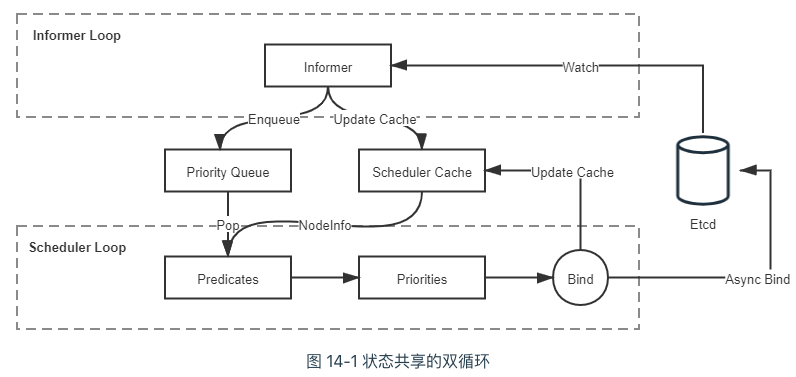 Informer Loop
Informer
Watch
Enqueue
Update Cache
Priority Queue
Scheduler Cache
Update Cache
Etcd
Pop
NodeInfo
Scheduler Loop
Predicates
Priorities
Bind
Async Bind
图 14-1 状态共享的双循环